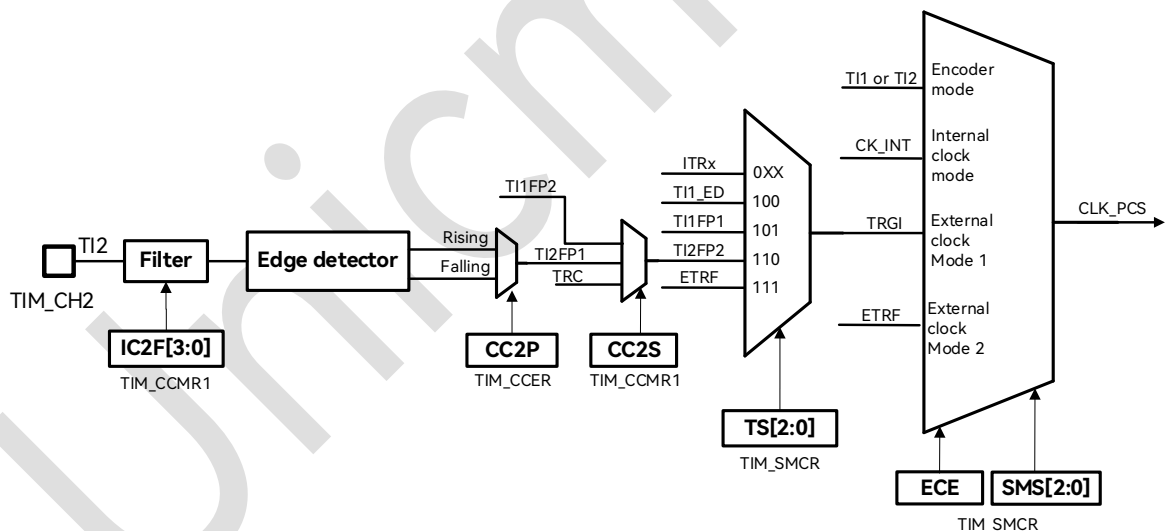 TI1 or TI2
Encoder
mode
CK_INT
Internal
clock
mode
ITRx
0XX
TI1FP2
TI1_ED
100
TI1FP1
101
TRGI
External
clock
Mode 1
CLK_PCS
TI2
Filter
Edge detector
Rising
Falling
TI2FP1
TRC
TI2FP2
110
ETRF
111
TIM_CH2
ETRF
External
clock
Mode 2
IC2F[3:0]
TIM_CCMR1
CC2P
TIM_CCER
CC2S
TIM_CCMR1
TS[2:0]
TIM_SMCR
ECE
SMS[2:0]
TIM_SMCR
Unicm